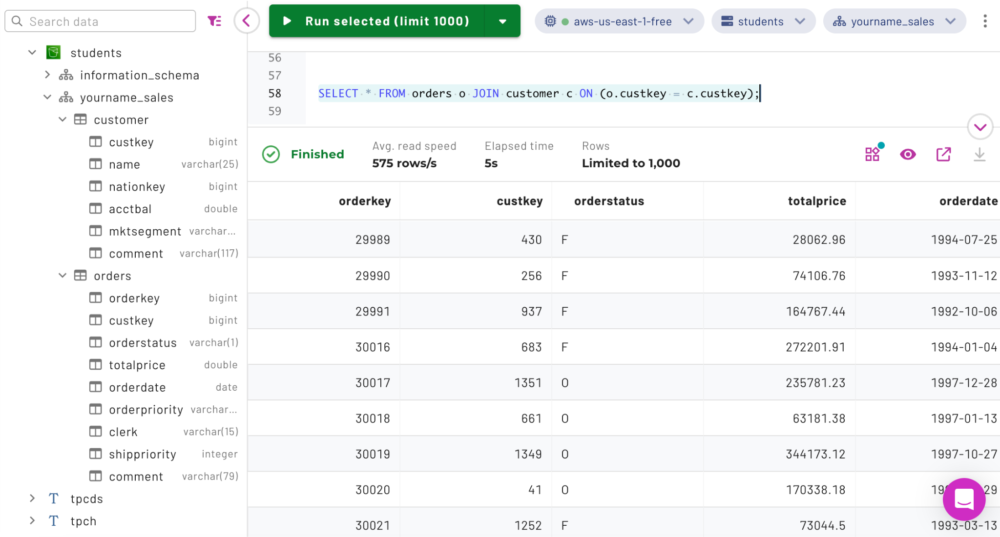 Search data
Run selected (limit 1000)
aws-us-east-1-free
students
yourname_sales
students
information_schema
yourname_sales
customer
custkey bigint
name varchar(25)
nationkey bigint
acctbal double
mktsegment varchar...
comment varchar(117)
orders
orderkey bigint
custkey bigint
orderstatus varchar(1)
totalprice double
orderdate date
orderpriority varchar...
clerk varchar(15)
shippriority integer
comment varchar(79)
T tpcds
T tpch
56
57
58 SELECT * FROM orders o JOIN customer c ON (o.custkey = c.custkey);
59
Finished
Avg. read speed
575 rows/s
Elapsed time
5s
Rows
Limited to 1,000
orderkey custkey orderstatus totalprice orderdate
29989 430 F 28062.96 1994-07-25
29990 256 F 74106.76 1993-11-12
29991 937 F 164767.44 1992-10-06
30016 683 F 272201.91 1994-01-04
30017 1351 O 235781.23 1997-12-28
30018 661 O 63181.38 1997-01-13
30019 1349 O 344173.12 1997-10-27
30020 41 O 170338.18
30021 1252 F 73044.5 1993-03-13